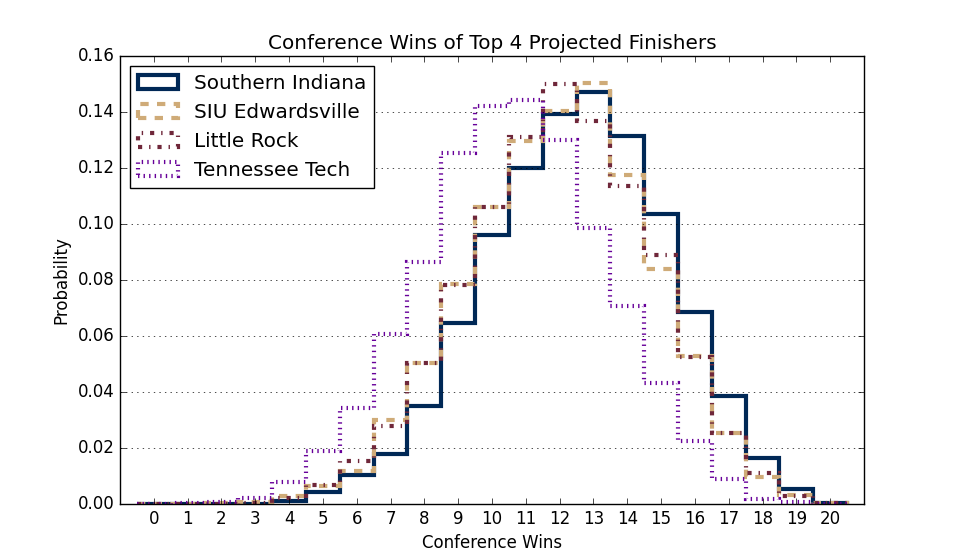 Conference Wins of Top 4 Projected Finishers
0.16
0.14
0.12
0.10
0.08
0.06
0.04
0.02
0.00
Probability
Southern Indiana
SIU Edwardsville
Little Rock
Tennessee Tech
0 1 2 3 4 5 6 7 8 9 10 11 12 13 14 15 16 17 18 19 20
Conference Wins